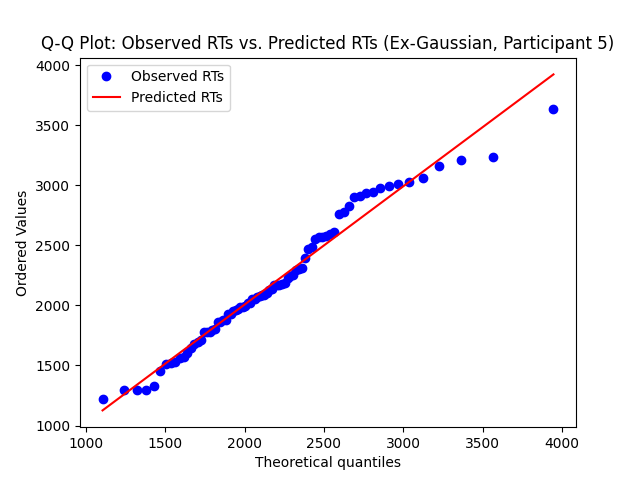 Q-Q Plot: Observed RTs vs. Predicted RTs (Ex-Gaussian, Participant 5)
Observed RTs
Predicted RTs
Ordered Values
4000
3500
3000
2500
2000
1500
1000
1000 1500 2000 2500 3000 3500 4000
Theoretical quantiles